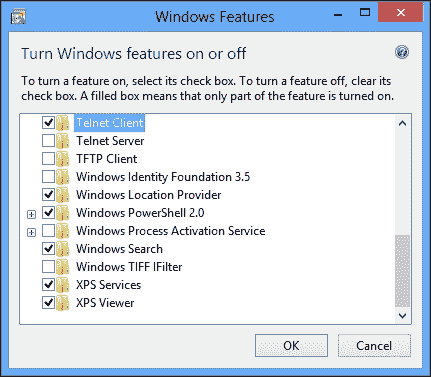 Windows Features
Turn Windows features on or off
To turn a feature on, select its check box. To turn a feature off, clear its
check box. A filled box means that only part of the feature is turned on.
Telnet Client
Telnet Server
TFTP Client
Windows Identity Foundation 3.5
Windows Location Provider
Windows PowerShell 2.0
Windows Process Activation Service
Windows Search
Windows TIFF IFilter
XPS Services
XPS Viewer
OK Cancel